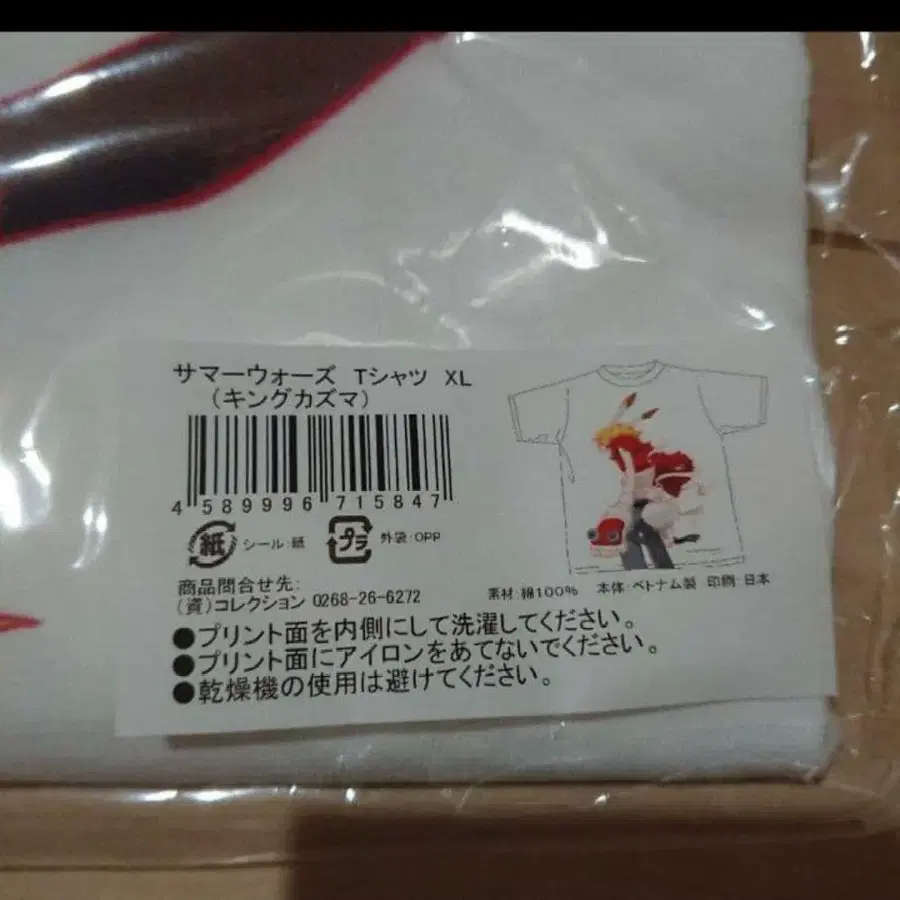 サマーウォーズ Tシャツ XL
（キングカズマ）
4 589996 715847
紙 シール:紙 プラ 外袋:OPP
商品問合せ先:
（資）コレクション 0268-26-6272
素材:綿100% 本体:ベトナム製 印刷:日本
●プリント面を内側にして洗濯してください。
●プリント面にアイロンをあてないでください。
●乾燥機の使用は避けてください。